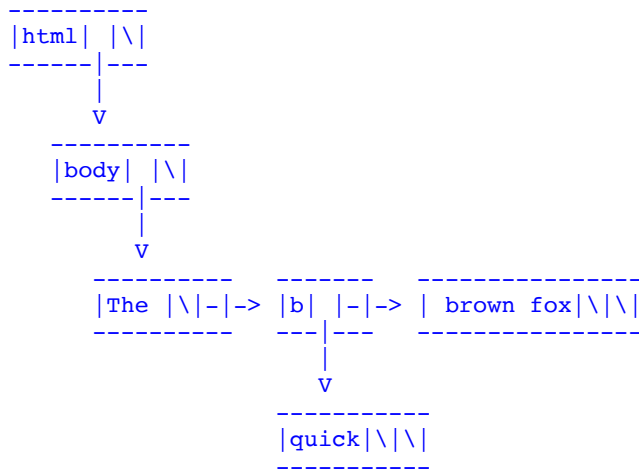 ----------
|html| |\|
------|---
      |
      V
   ----------
   |body| |\|
   ------|---
         |
         V
      ----------   -------   ----------------
      |The |\|-|-> |b| |-|-> | brown fox|\|\|
      ----------   ---|---   ----------------
                      |
                      V
                   -----------
                   |quick|\|\|
                   -----------